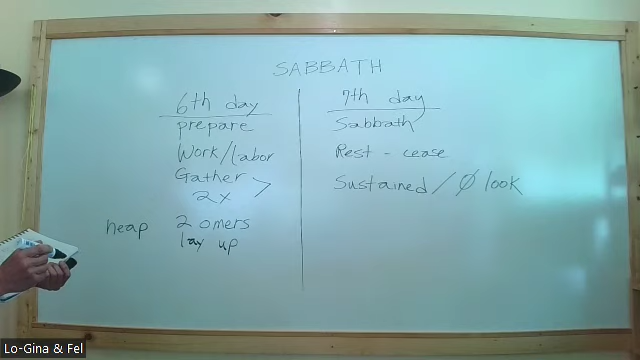 SABBATH
6th day
prepare
Work/labor
Gather >
2x
heap 2 omers
lay up
7th day
Sabbath
Rest - cease
Sustained / Ø look
Lo-Gina & Fel